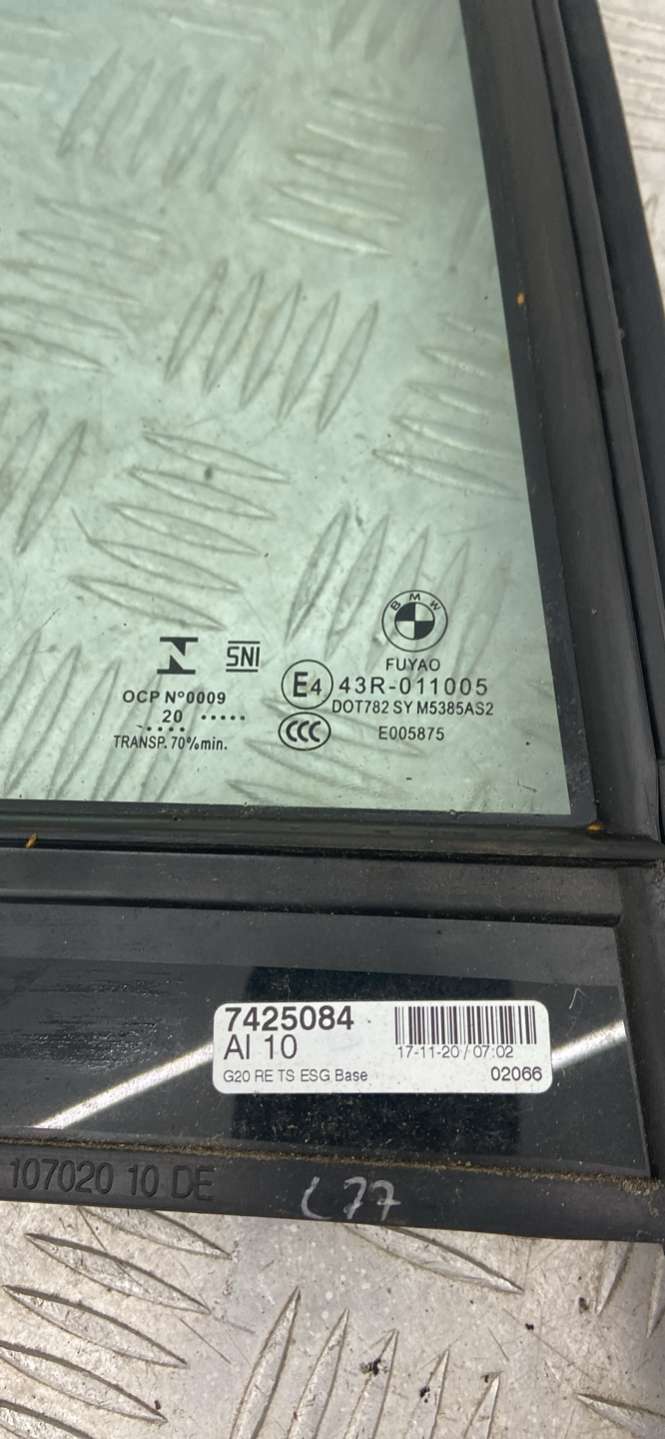 BMW
FUYAO
SNI
E4 43R-011005
OCP Nº0009
20 •••••
••••
DOT782 SY M5385AS2
TRANSP. 70%min.
CCC
E005875
7425084
AI 10
17-11-20 / 07:02
G20 RE TS ESG Base
02066
107020 10 DE
L77